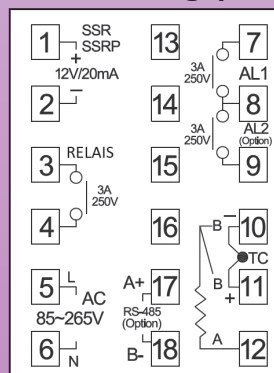 1
SSR
SSRP
+
12V/20mA
2
−
3
RELAIS
3A
250V
4
5
L
AC
85~265V
6
N
13
14
15
16
A+
17
RS-485
(Option)
B-
18
7
3A
250V
AL1
8
3A
250V
AL2
(Option)
9
B
−
10
TC
B
+
11
A
12